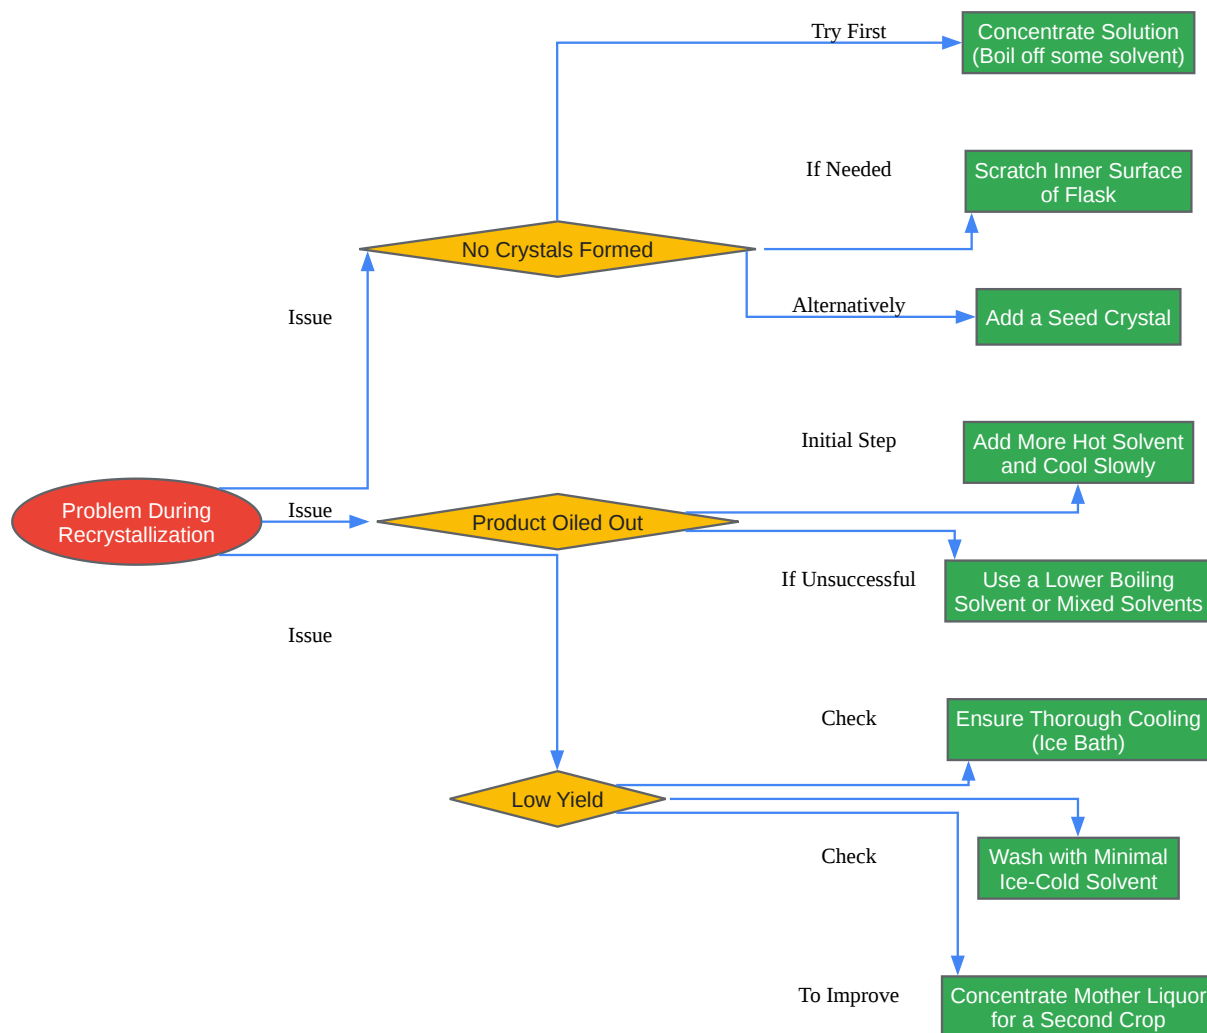 Try First
Concentrate Solution
(Boil off some solvent)
If Needed
Scratch Inner Surface
of Flask
No Crystals Formed
Alternatively
Add a Seed Crystal
Issue
Initial Step
Add More Hot Solvent
and Cool Slowly
Problem During
Recrystallization
Issue
Product Oiled Out
If Unsuccessful
Use a Lower Boiling
Solvent or Mixed Solvents
Issue
Check
Ensure Thorough Cooling
(Ice Bath)
Low Yield
Check
Wash with Minimal
Ice-Cold Solvent
To Improve
Concentrate Mother Liquor
for a Second Crop